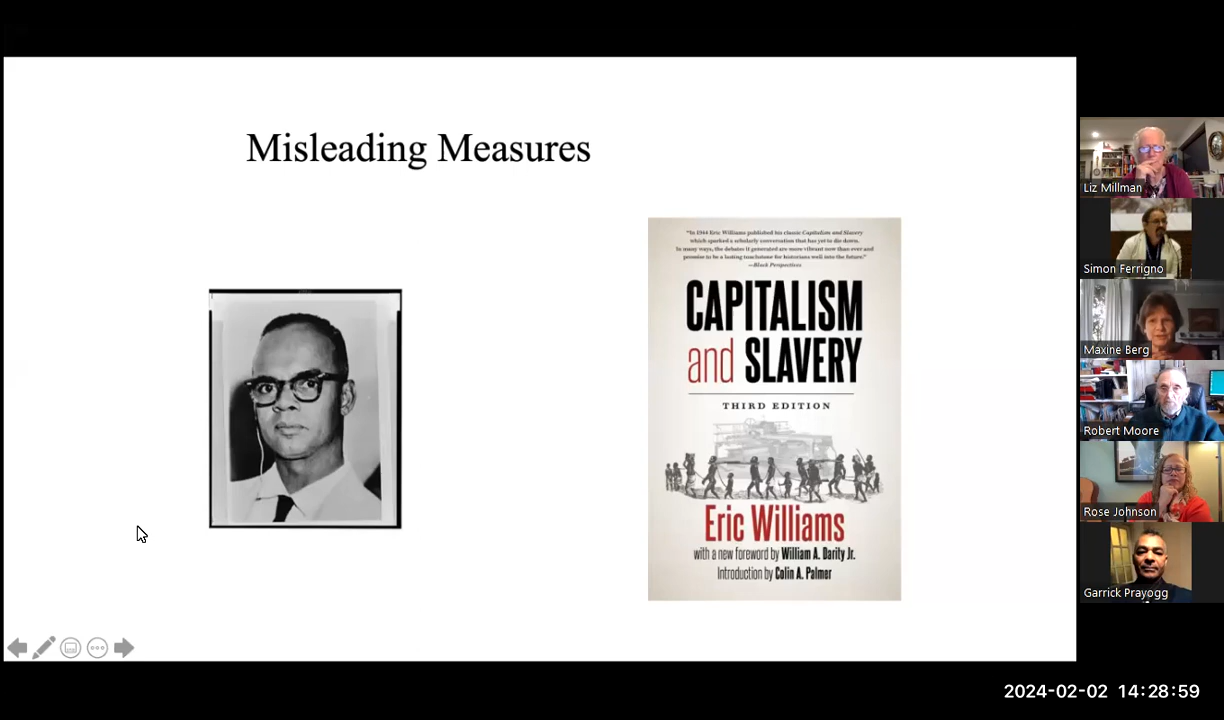 Misleading Measures
"In 1944 Eric Williams published his classic Capitalism and Slavery
which sparked a scholarly conversation that has yet to die down.
In many ways, the debates it generated are more vibrant now than ever and
promise to be a lasting touchstone for historians well into the future."
—Black Perspectives
CAPITALISM
and SLAVERY
THIRD EDITION
Eric Williams
with a new foreword by William A. Darity Jr.
Introduction by Colin A. Palmer
Liz Millman
Simon Ferrigno
Maxine Berg
Robert Moore
Rose Johnson
Garrick Prayogg
2024-02-02 14:28:59